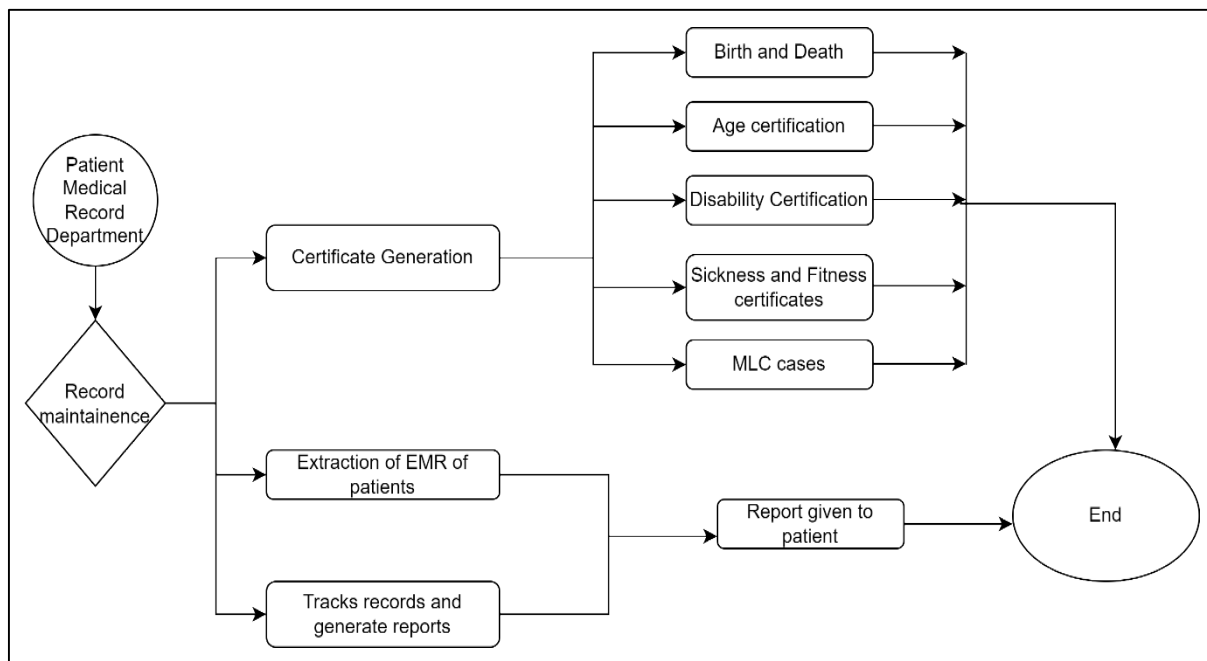 Patient
Medical
Record
Department
Record
maintainence
Certificate Generation
Extraction of EMR of
patients
Tracks records and
generate reports
Birth and Death
Age certification
Disability Certification
Sickness and Fitness
certificates
MLC cases
Report given to
patient
End